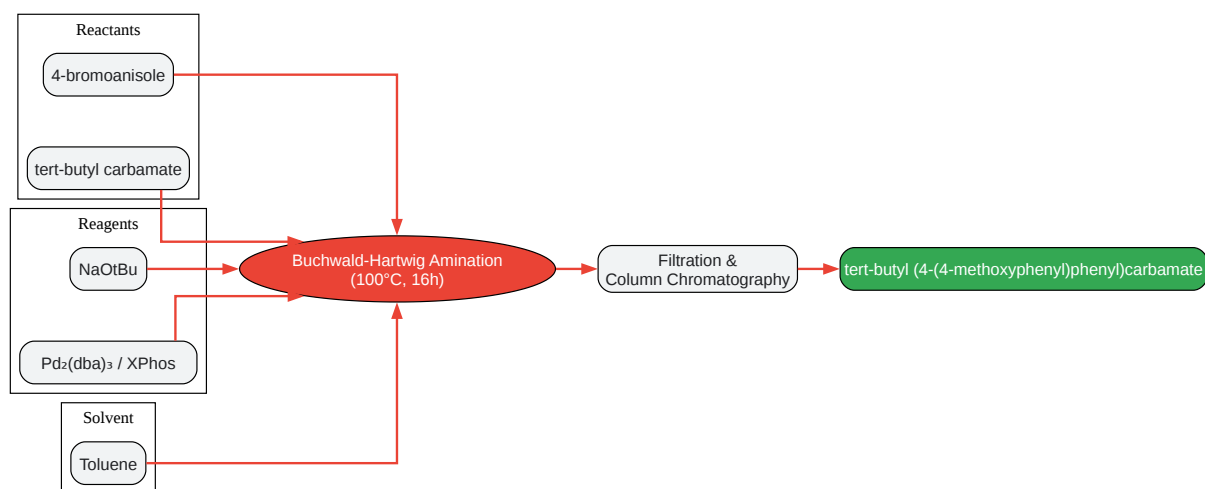 Reactants
4-bromoanisole
tert-butyl carbamate
Reagents
NaOtBu
Pd₂(dba)₃ / XPhos
Solvent
Toluene
Buchwald-Hartwig Amination
(100°C, 16h)
Filtration &
Column Chromatography
tert-butyl (4-(4-methoxyphenyl)phenyl)carbamate